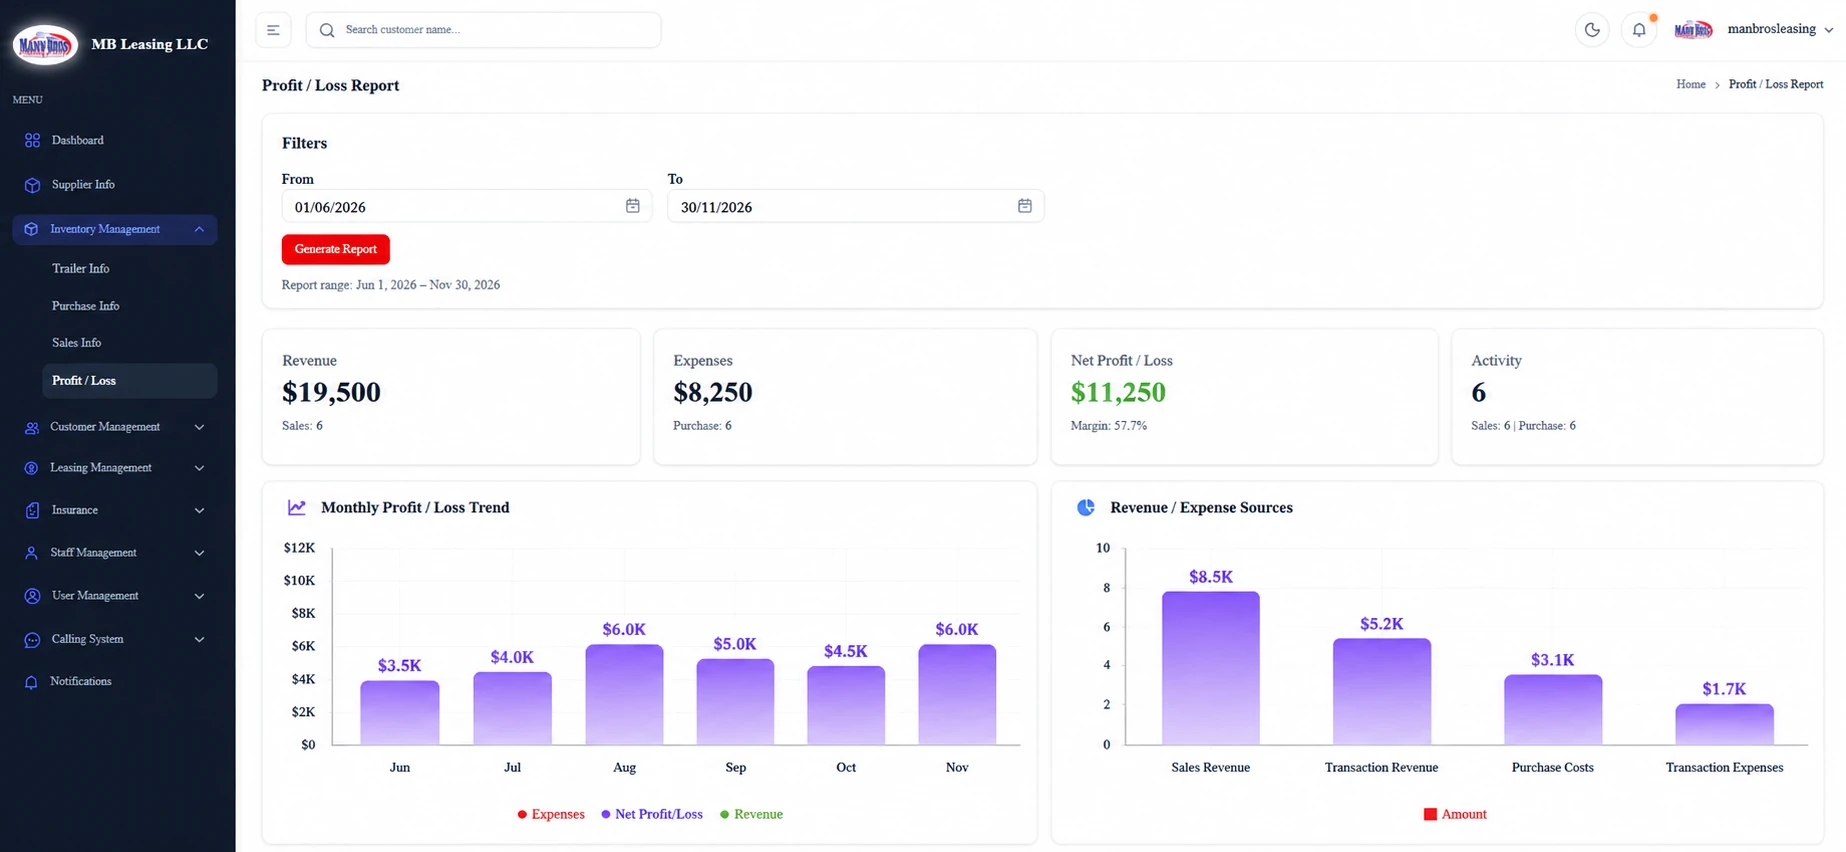 MANY BROS
MB Leasing LLC
Search customer name...
MANY BROS
manbrosleasing
MENU
Dashboard
Supplier Info
Inventory Management
Trailer Info
Purchase Info
Sales Info
Profit / Loss
Customer Management
Leasing Management
Insurance
Staff Management
User Management
Calling System
Notifications
Profit / Loss Report
Home > Profit / Loss Report
Filters
From
To
01/06/2026
30/11/2026
Generate Report
Report range: Jun 1, 2026 – Nov 30, 2026
Revenue
$19,500
Sales: 6
Expenses
$8,250
Purchase: 6
Net Profit / Loss
$11,250
Margin: 57.7%
Activity
6
Sales: 6 | Purchase: 6
Monthly Profit / Loss Trend
$12K
$10K
$8K
$6K
$4K
$2K
$0
$3.5K
$4.0K
$6.0K
$5.0K
$4.5K
$6.0K
Jun Jul Aug Sep Oct Nov
Expenses Net Profit/Loss Revenue
Revenue / Expense Sources
10
8
6
4
2
0
$8.5K
$5.2K
$3.1K
$1.7K
Sales Revenue Transaction Revenue Purchase Costs Transaction Expenses
Amount